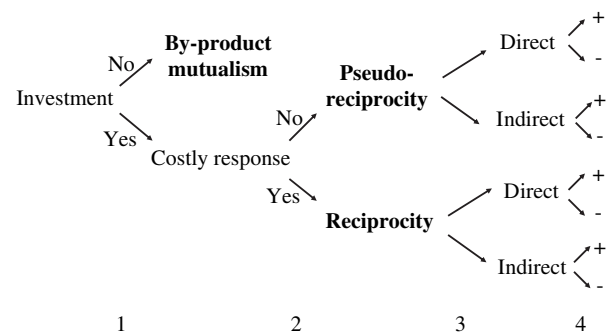 Investment
No
Yes
By-product
mutualism
Costly response
No
Yes
Pseudo-
reciprocity
Reciprocity
Direct
+
-
Indirect
+
-
Direct
+
-
Indirect
+
-
1 2 3 4